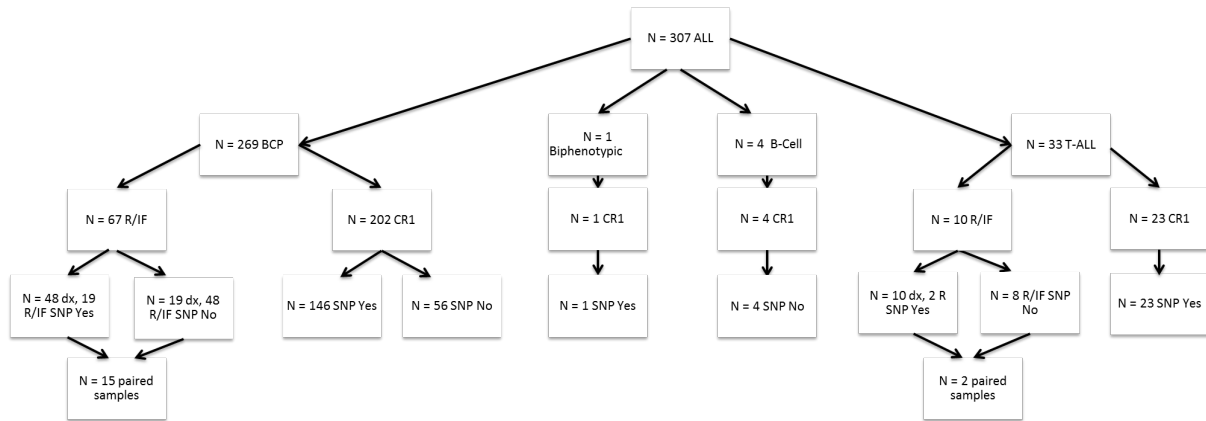 N = 307 ALL
N = 269 BCP
N = 1
Biphenotypic
N = 4 B-Cell
N = 33 T-ALL
N = 67 R/IF
N = 202 CR1
N = 1 CR1
N = 4 CR1
N = 10 R/IF
N = 23 CR1
N = 48 dx, 19
R/IF SNP Yes
N = 19 dx, 48
R/IF SNP No
N = 146 SNP Yes
N = 56 SNP No
N = 1 SNP Yes
N = 4 SNP No
N = 10 dx, 2 R
SNP Yes
N = 8 R/IF SNP
No
N = 23 SNP Yes
N = 15 paired
samples
N = 2 paired
samples